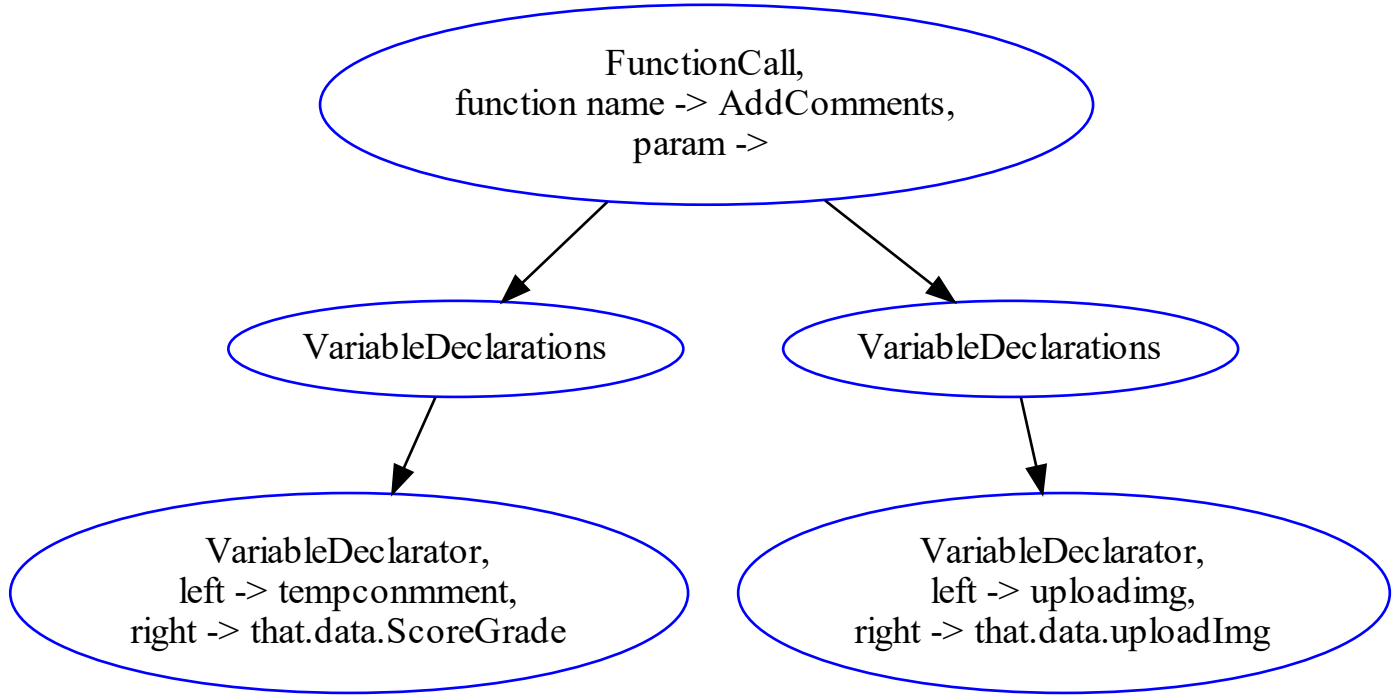 FunctionCall,
function name -> AddComments,
param ->
VariableDeclarations
VariableDeclarations
VariableDeclarator,
left -> tempconmment,
right -> that.data.ScoreGrade
VariableDeclarator,
left -> uploadimg,
right -> that.data.uploadImg